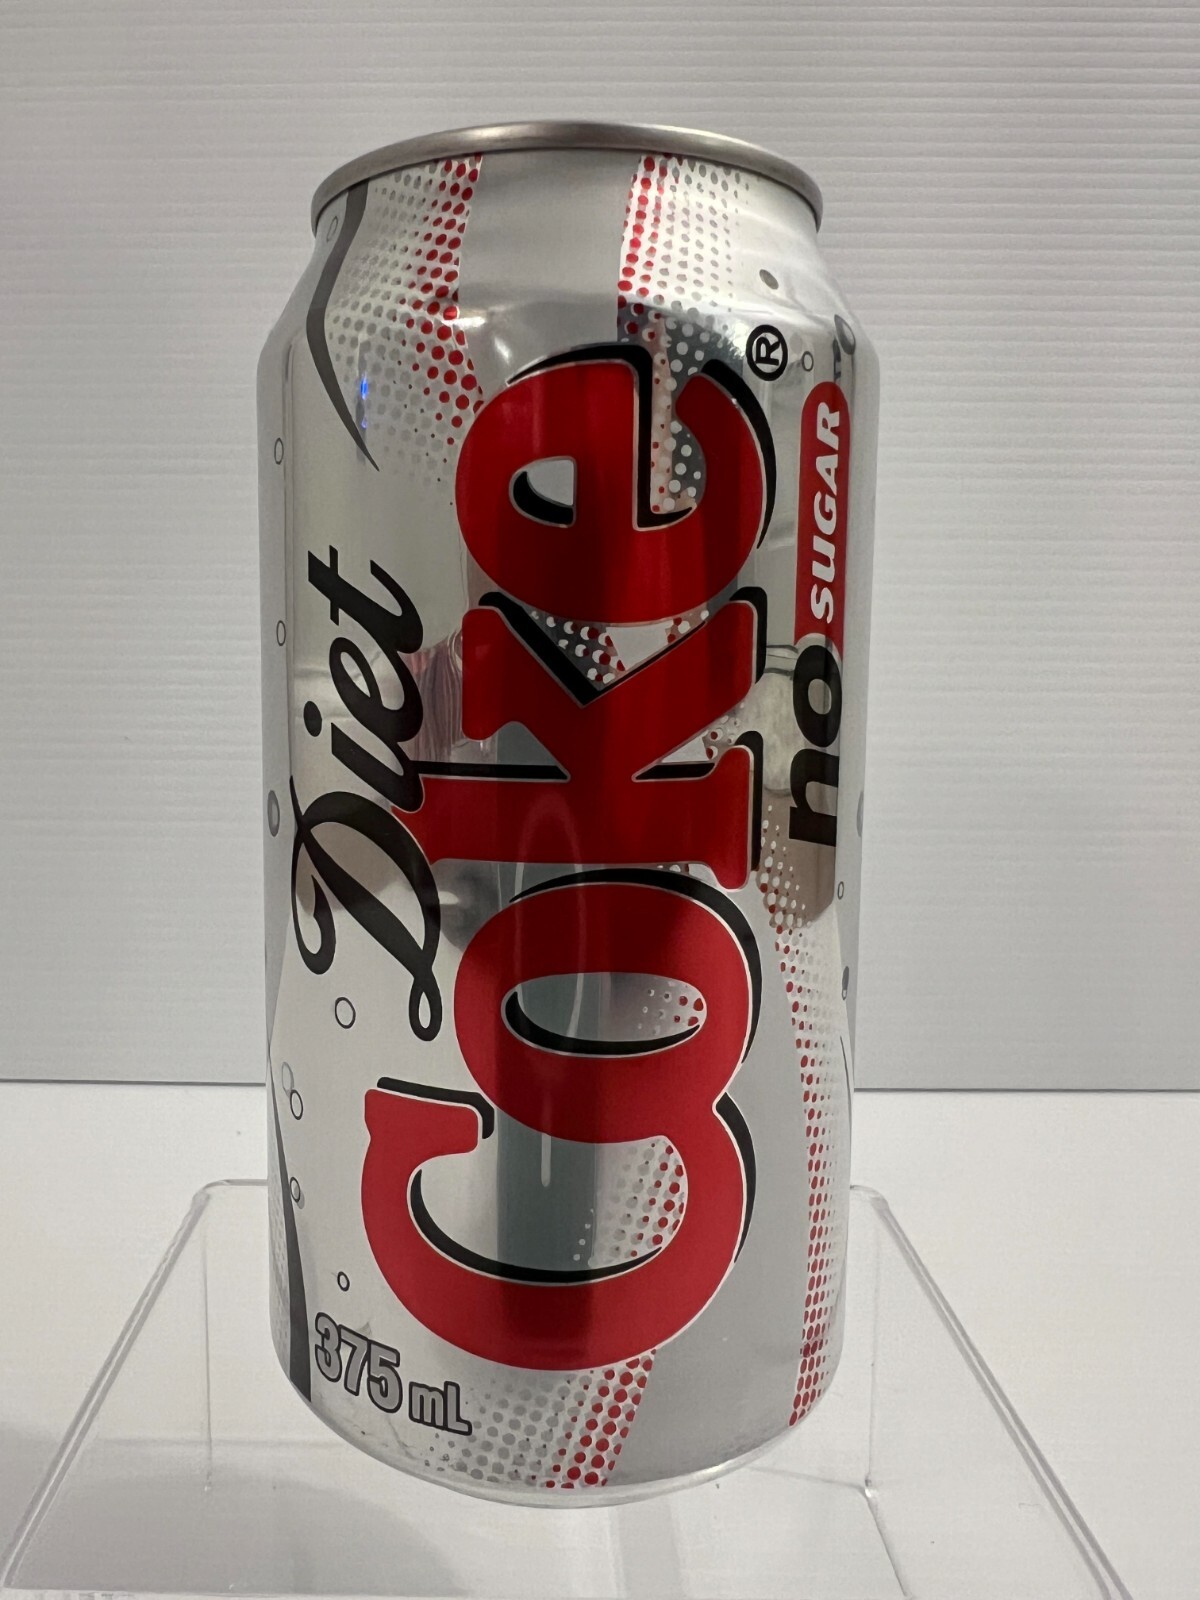 Diet
Coke®
no SUGAR
375 mL